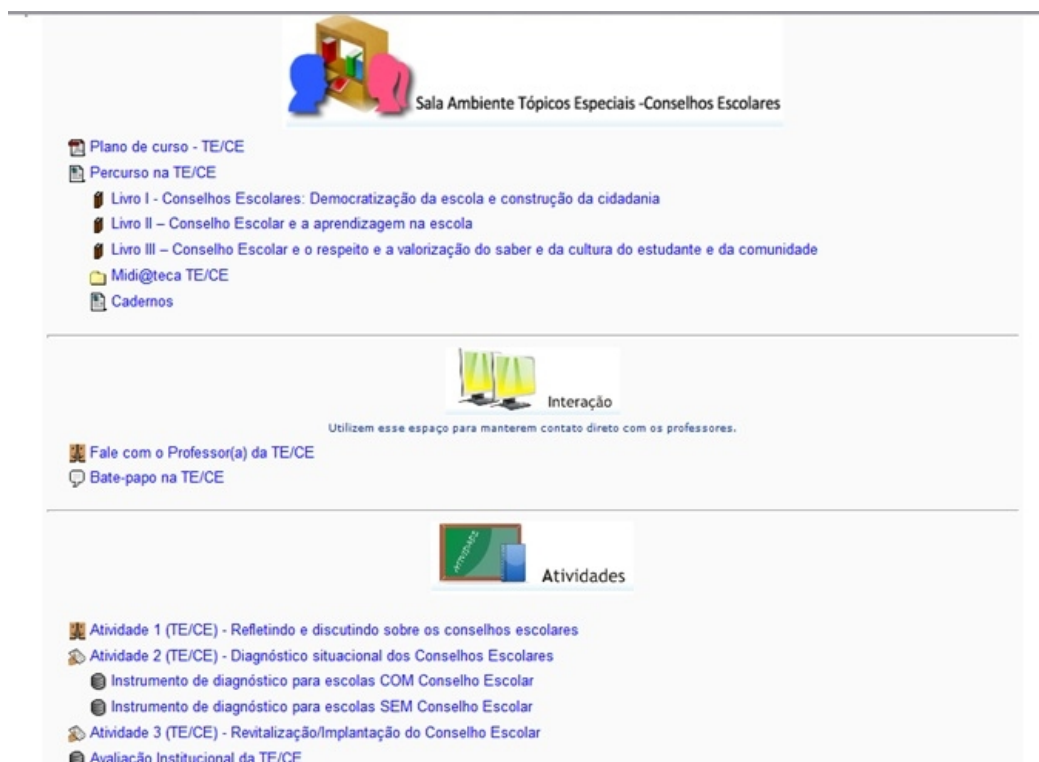 Sala Ambiente Tópicos Especiais -Conselhos Escolares
Plano de curso - TE/CE
Percurso na TE/CE
Livro I - Conselhos Escolares: Democratização da escola e construção da cidadania
Livro II – Conselho Escolar e a aprendizagem na escola
Livro III – Conselho Escolar e o respeito e a valorização do saber e da cultura do estudante e da comunidade
Midi@teca TE/CE
Cadernos
Interação
Utilizem esse espaço para manterem contato direto com os professores.
Fale com o Professor(a) da TE/CE
Bate-papo na TE/CE
ATIVIDADE
Atividades
Atividade 1 (TE/CE) - Refletindo e discutindo sobre os conselhos escolares
Atividade 2 (TE/CE) - Diagnóstico situacional dos Conselhos Escolares
Instrumento de diagnóstico para escolas COM Conselho Escolar
Instrumento de diagnóstico para escolas SEM Conselho Escolar
Atividade 3 (TE/CE) - Revitalização/Implantação do Conselho Escolar
Avaliação Institucional da TE/CE